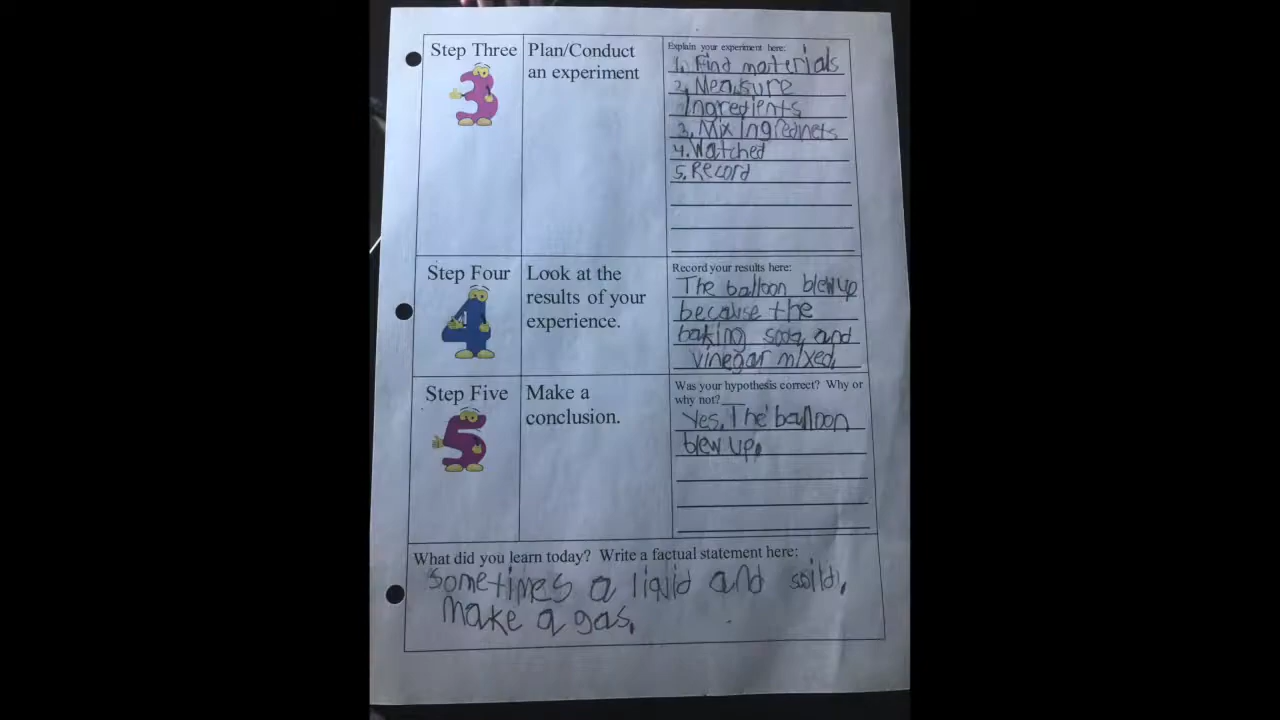 Step Three
Plan/Conduct
an experiment
Explain your experiment here:
1. Find materials
2. Measure
Ingredients
3. Mix ingrednets
4. Watched
5. Record
Step Four
Look at the
results of your
experience.
Record your results here:
The balloon blew up
because the
baking soda and
vinegar mixed.
Step Five
Make a
conclusion.
Was your hypothesis correct? Why or
why not?
Yes. The balloon
blew up.
What did you learn today? Write a factual statement here:
sometimes a liquid and soild.
Make a gas.